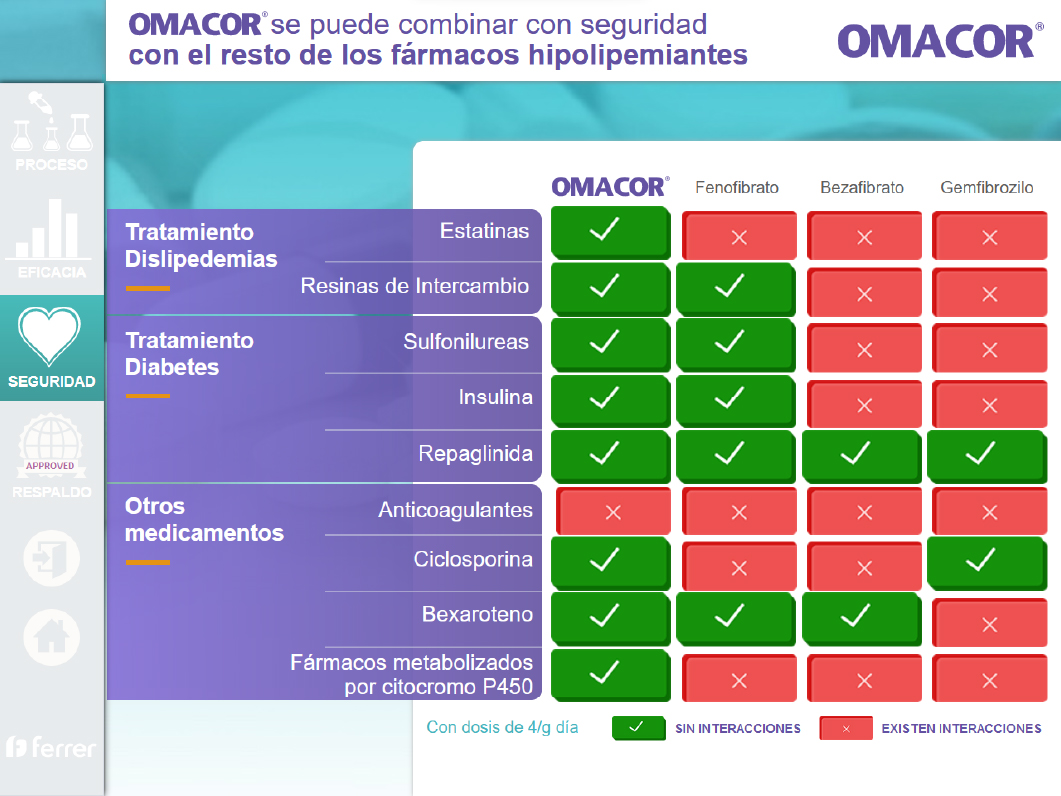 OMACOR® se puede combinar con seguridad
con el resto de los fármacos hipolipemiantes
OMACOR®
PROCESO
EFICACIA
SEGURIDAD
APPROVED
RESPALDO
ferrer
OMACOR® Fenofibrato Bezafibrato Gemfibrozilo
Tratamiento
Dislipedemias
Estatinas
Resinas de Intercambio
Tratamiento
Diabetes
Sulfonilureas
Insulina
Repaglinida
Otros
medicamentos
Anticoagulantes
Ciclosporina
Bexaroteno
Fármacos metabolizados
por citocromo P450
Con dosis de 4/g día SIN INTERACCIONES EXISTEN INTERACCIONES